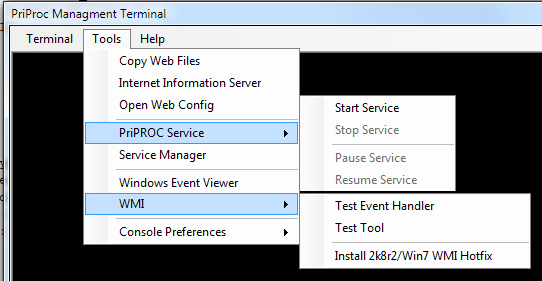 PriProc Managment Terminal
Terminal Tools Help
Copy Web Files
Internet Information Server
Open Web Config
PriPROC Service
Start Service
Stop Service
Pause Service
Resume Service
Service Manager
Windows Event Viewer
WMI
Test Event Handler
Test Tool
Install 2k8r2/Win7 WMI Hotfix
Console Preferences